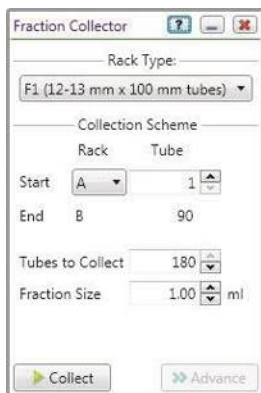 Fraction Collector ?
Rack Type:
F1 (12-13 mm x 100 mm tubes)
Collection Scheme
Rack Tube
Start A 1
End B 90
Tubes to Collect 180
Fraction Size 1.00 ml
Collect Advance